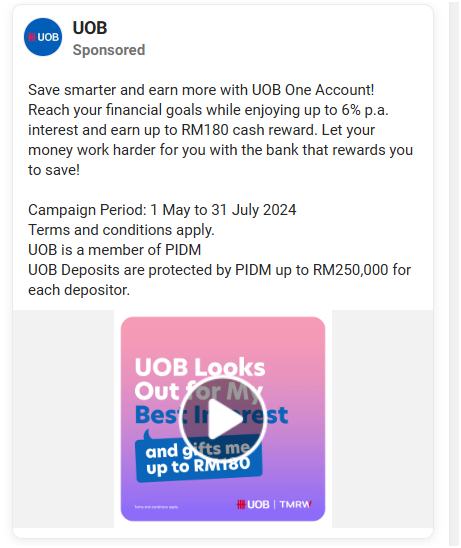 UOB
UOB
Sponsored
Save smarter and earn more with UOB One Account!
Reach your financial goals while enjoying up to 6% p.a.
interest and earn up to RM180 cash reward. Let your
money work harder for you with the bank that rewards you
to save!
Campaign Period: 1 May to 31 July 2024
Terms and conditions apply.
UOB is a member of PIDM
UOB Deposits are protected by PIDM up to RM250,000 for
each depositor.
UOB Looks
Out for My
Best Interest
and gifts me
up to RM180
Terms and conditions apply.
UOB | TMRW